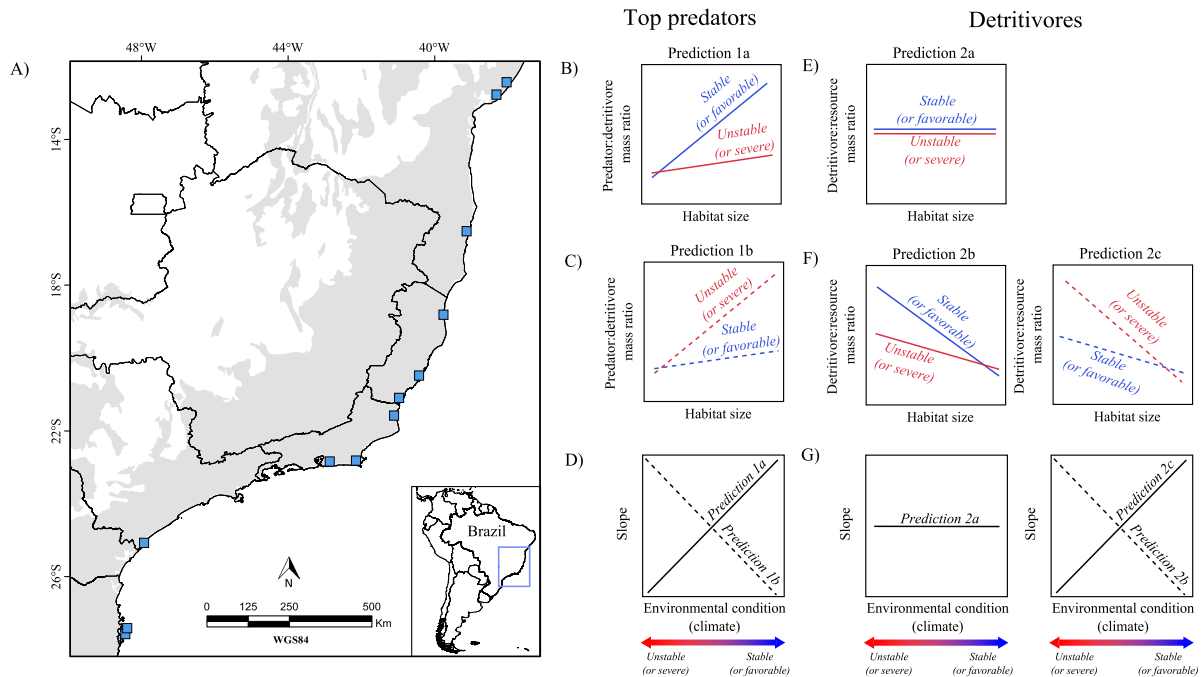 Top predators
Detritivores
A)
48°W
44°W
40°W
14°S
18°S
22°S
26°S
N
0 125 250 500
Km
WGS84
Brazil
B)
Prediction 1a
Predator:detritivore
mass ratio
Stable
(or favorable)
Unstable
(or severe)
Habitat size
E)
Prediction 2a
Detritivore:resource
mass ratio
Stable
(or favorable)
Unstable
(or severe)
Habitat size
C)
Prediction 1b
Predator:detritivore
mass ratio
Unstable
(or severe)
Stable
(or favorable)
Habitat size
F)
Prediction 2b
Detritivore:resource
mass ratio
Stable
(or favorable)
Unstable
(or severe)
Habitat size
Prediction 2c
Detritivore:resource
mass ratio
Unstable
(or severe)
Stable
(or favorable)
Habitat size
D)
Slope
Prediction 1a
Prediction 1b
Environmental condition
(climate)
Unstable
(or severe)
Stable
(or favorable)
G)
Slope
Prediction 2a
Environmental condition
(climate)
Unstable
(or severe)
Stable
(or favorable)
Slope
Prediction 2c
Prediction 2b
Environmental condition
(climate)
Unstable
(or severe)
Stable
(or favorable)